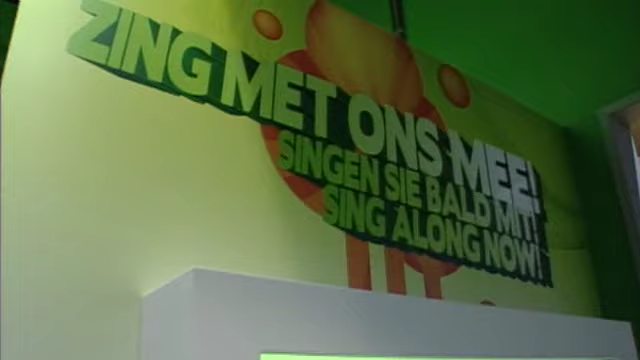 ZING MET ONS MEE!
SINGEN SIE BALD MIT!
SING ALONG NOW!